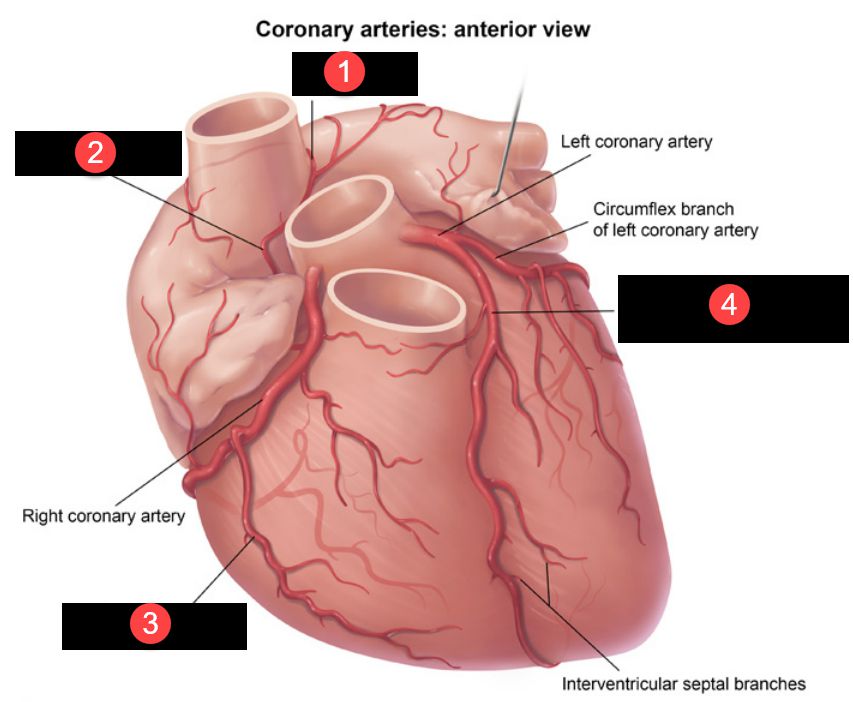 Coronary arteries: anterior view
1
2
Left coronary artery
Circumflex branch
of left coronary artery
4
Right coronary artery
3
Interventricular septal branches